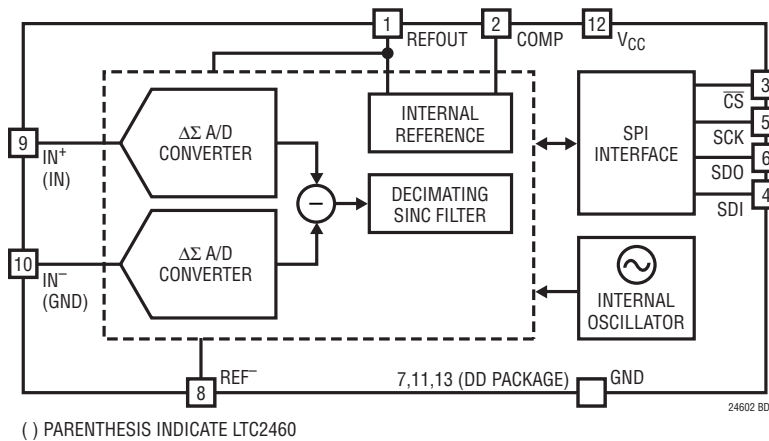 1 REFOUT
2 COMP
12 VCC
9 IN+
(IN)
10 IN−
(GND)
ΔΣ A/D
CONVERTER
ΔΣ A/D
CONVERTER
−
INTERNAL
REFERENCE
DECIMATING
SINC FILTER
SPI
INTERFACE
INTERNAL
OSCILLATOR
3
CS
5
SCK
6
SDO
4
SDI
8 REF−
7,11,13 (DD PACKAGE) GND
24602 BD
( ) PARENTHESIS INDICATE LTC2460